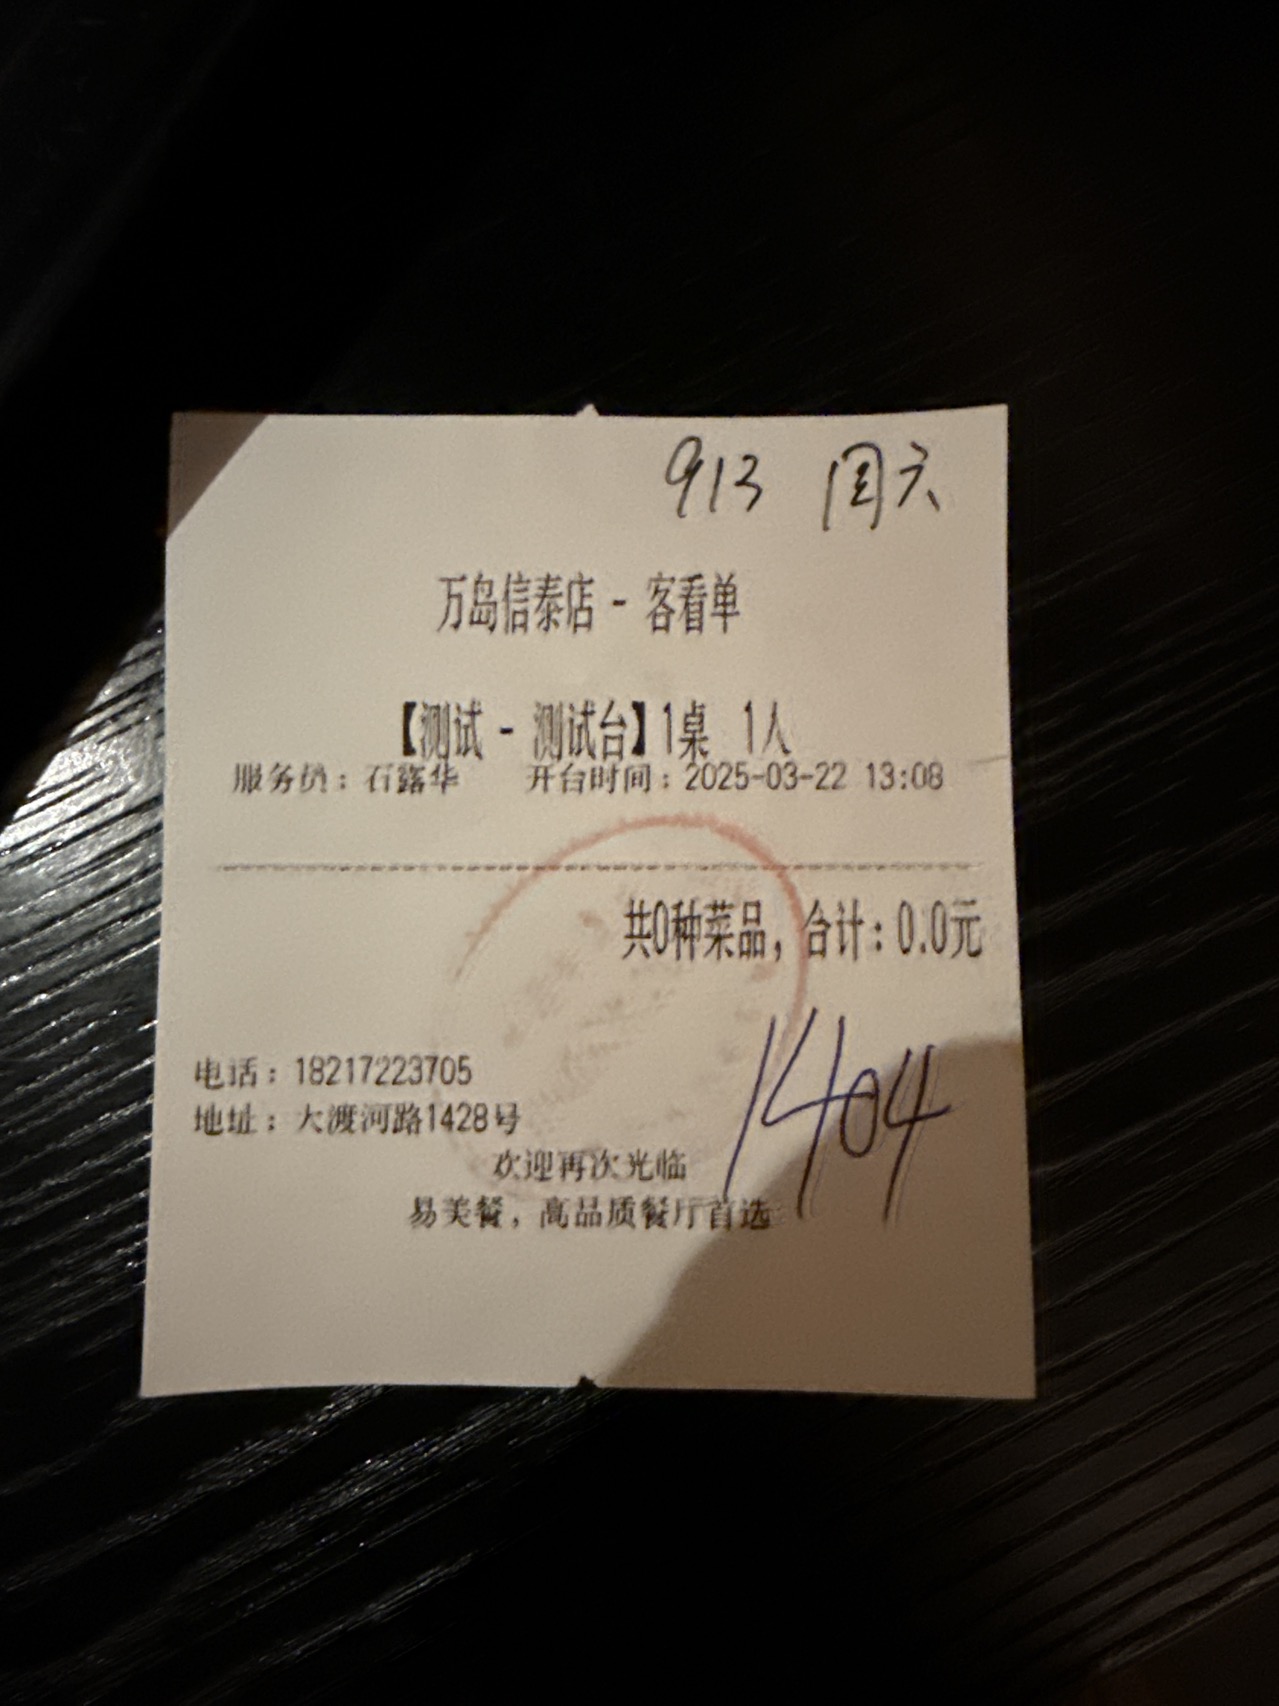 913 周六
万岛信泰店 - 客看单
【测试 - 测试台】1桌 1人
服务员：石露华 开台时间：2025-03-22 13:08
共0种菜品，合计：0.0元
1404
电话：18217223705
地址：大渡河路1428号
欢迎再次光临
易美餐，高品质餐厅首选